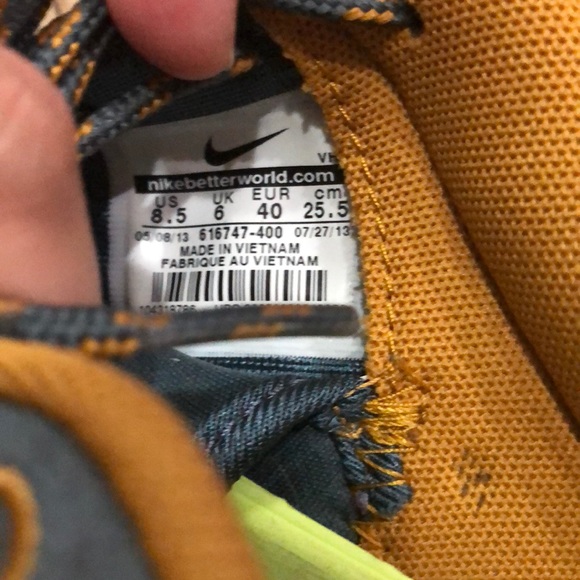 nikebetterworld.com
US UK EUR cm
8.5 6 40 25.5
05/08/13 616747-400 07/27/13
MADE IN VIETNAM
FABRIQUE AU VIETNAM